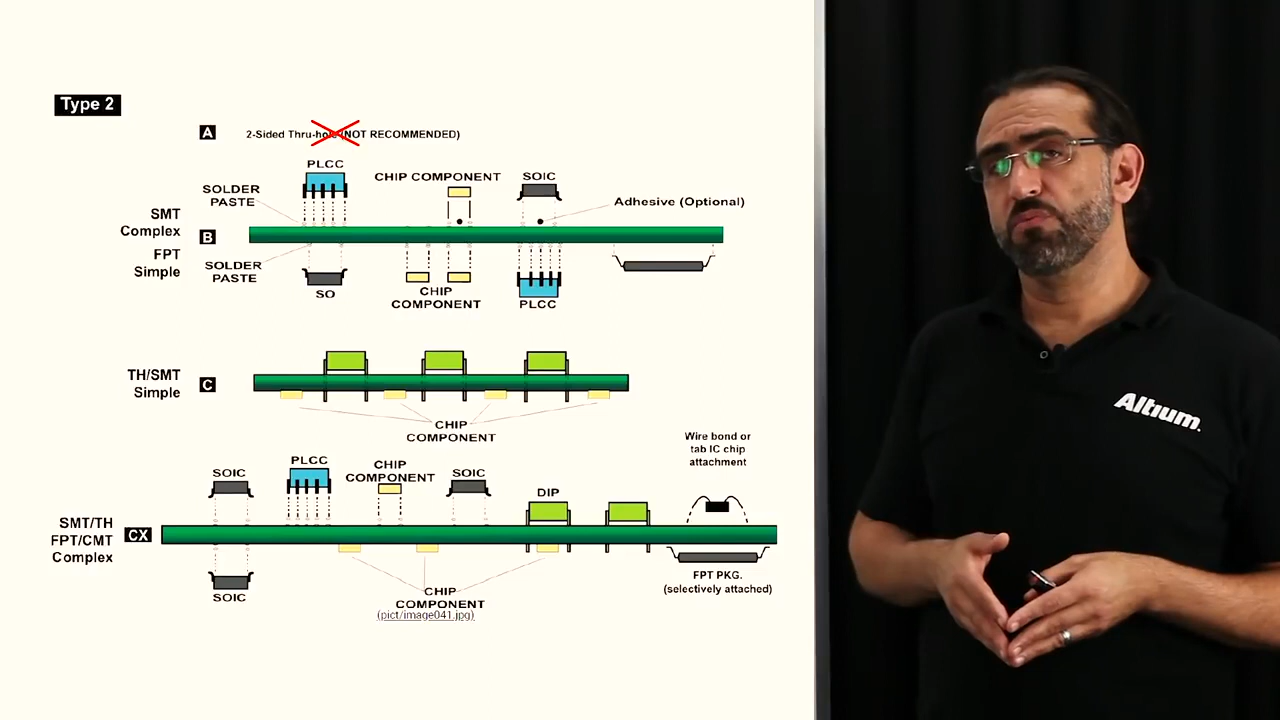 Type 2
A 2-Sided Thru-hole (NOT RECOMMENDED)
PLCC
CHIP COMPONENT
SOIC
SOLDER
PASTE
Adhesive (Optional)
SMT
Complex
B
FPT
Simple
SOLDER
PASTE
SO
CHIP
COMPONENT
PLCC
TH/SMT
Simple
C
CHIP
COMPONENT
Wire bond or
tab IC chip
attachment
SOIC
PLCC
CHIP
COMPONENT
SOIC
DIP
SMT/TH
FPT/CMT
Complex
CX
SOIC
CHIP
COMPONENT
(pict/image041.jpg)
FPT PKG.
(selectively attached)
Altium.